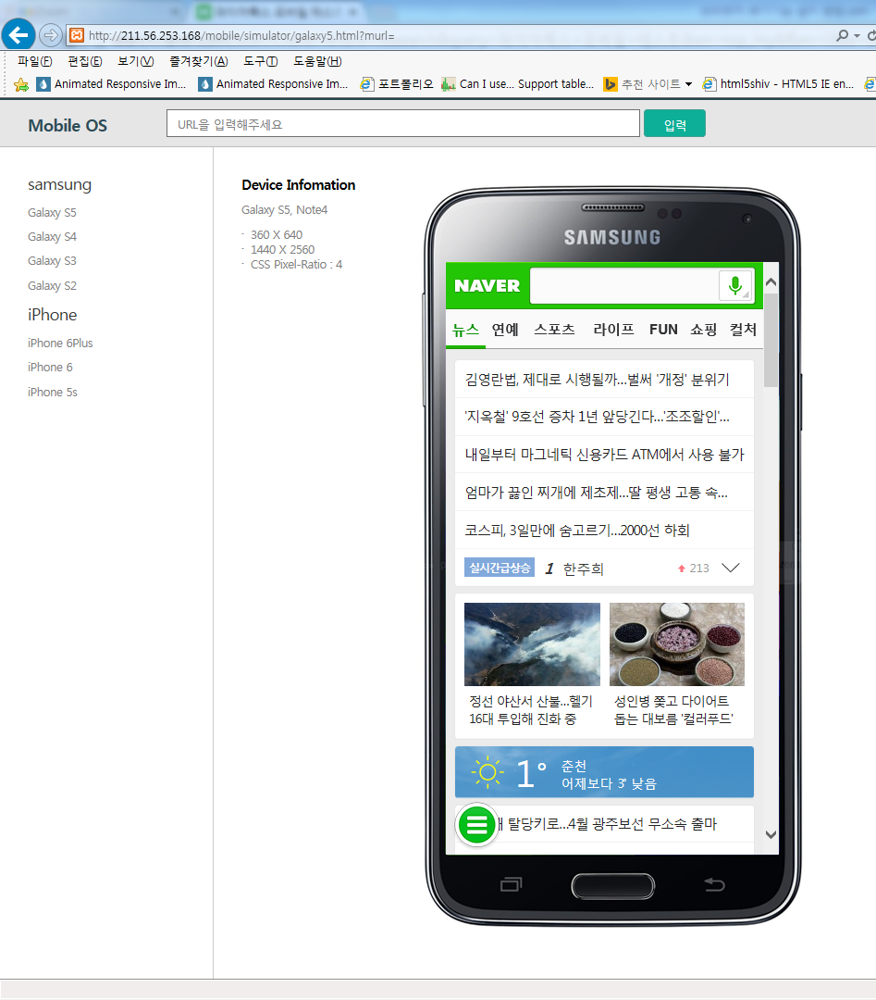 http://211.56.253.168/mobile/simulator/galaxy5.html?murl=
파일(F) 편집(E) 보기(V) 즐겨찾기(A) 도구(T) 도움말(H)
Animated Responsive Im... Animated Responsive Im... 포트폴리오 Can I use... Support table... 추천 사이트 html5shiv - HTML5 IE en...
Mobile OS
URL을 입력해주세요
입력
samsung
Galaxy S5
Galaxy S4
Galaxy S3
Galaxy S2
iPhone
iPhone 6Plus
iPhone 6
iPhone 5s
Device Infomation
Galaxy S5, Note4
- 360 X 640
- 1440 X 2560
- CSS Pixel-Ratio : 4
SAMSUNG
NAVER
뉴스 연예 스포츠 라이프 FUN 쇼핑 컬처
김영란법, 제대로 시행될까...벌써 '개정' 분위기
'지옥철' 9호선 증차 1년 앞당긴다...'조조할인'...
내일부터 마그네틱 신용카드 ATM에서 사용 불가
엄마가 끓인 찌개에 제초제...딸 평생 고통 속...
코스피, 3일만에 숨고르기...2000선 하회
실시간급상승 1 한주희 213
정선 야산서 산불...헬기
16대 투입해 진화 중
성인병 쫓고 다이어트
돕는 대보름 '컬러푸드'
1° 춘천
어제보다 3˚ 낮음
탈당키로...4월 광주보선 무소속 출마